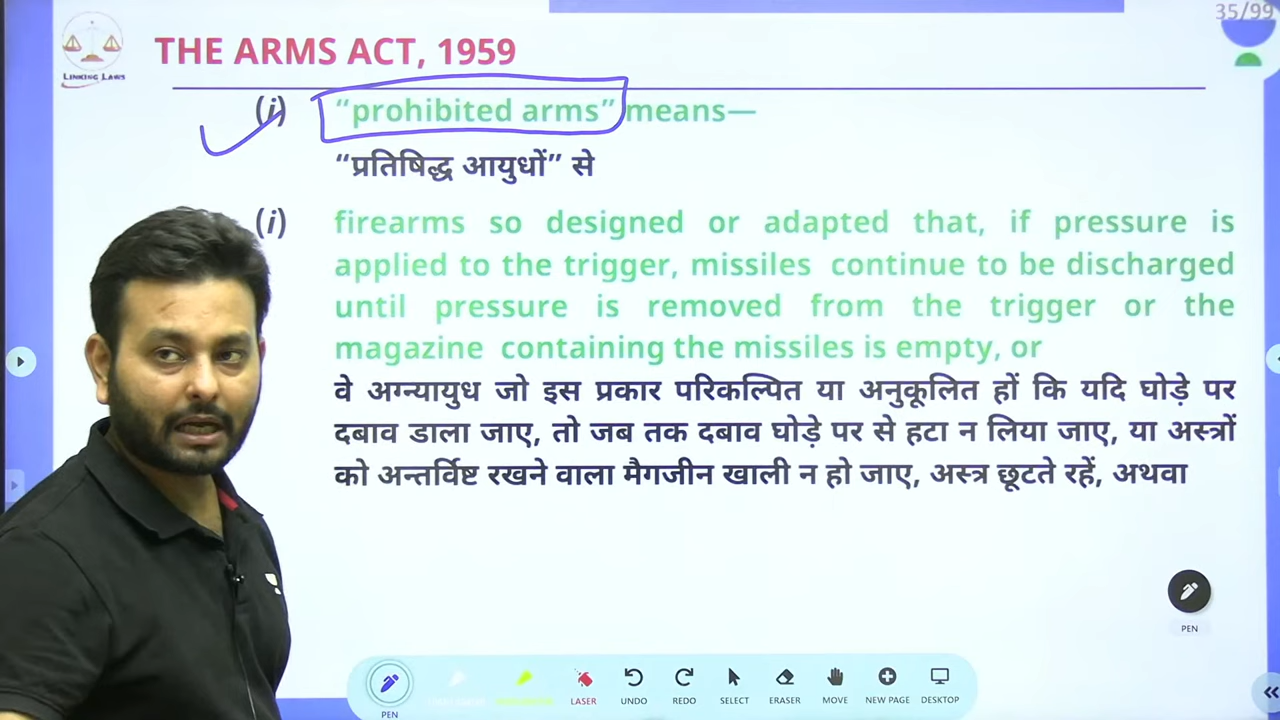 35/99
LINKING LAWS
THE ARMS ACT, 1959
(i) “prohibited arms” means—
“प्रतिषिद्ध आयुधों” से
(i) firearms so designed or adapted that, if pressure is
applied to the trigger, missiles continue to be discharged
until pressure is removed from the trigger or the
magazine containing the missiles is empty, or
वे अग्न्यायुध जो इस प्रकार परिकल्पित या अनुकूलित हों कि यदि घोड़े पर
दबाव डाला जाए, तो जब तक दबाव घोड़े पर से हटा न लिया जाए, या अस्त्रों
को अन्तर्विष्ट रखने वाला मैगजीन खाली न हो जाए, अस्त्र छूटते रहें, अथवा
PEN
PEN LASER UNDO REDO SELECT ERASER MOVE NEW PAGE DESKTOP